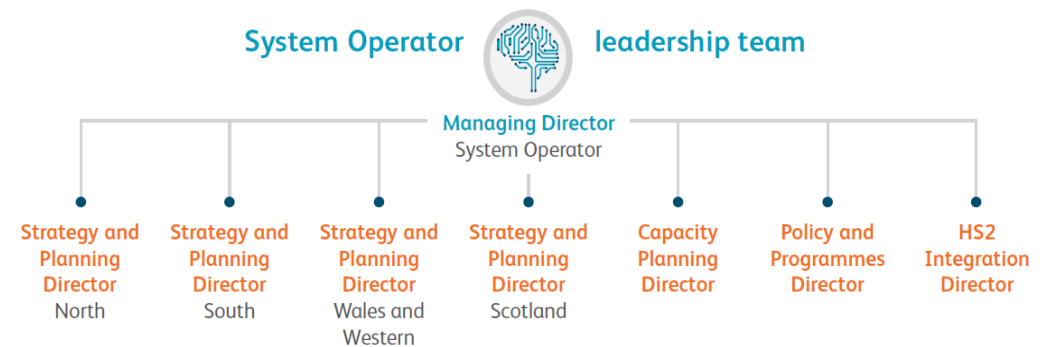 System Operator leadership team
Managing Director
System Operator
Strategy and
Planning
Director
North
Strategy and
Planning
Director
South
Strategy and
Planning
Director
Wales and
Western
Strategy and
Planning
Director
Scotland
Capacity
Planning
Director
Policy and
Programmes
Director
HS2
Integration
Director